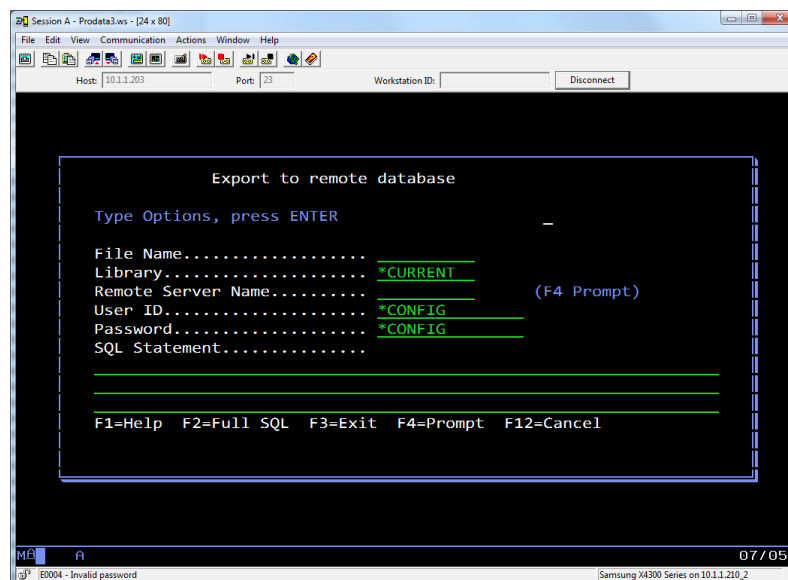 Session A - Prodata3.ws - [24 x 80]
File Edit View Communication Actions Window Help
Host: 10.1.1.203 Port: 23 Workstation ID: Disconnect
Export to remote database
Type Options, press ENTER
File Name...................
Library..................... *CURRENT
Remote Server Name.......... (F4 Prompt)
User ID..................... *CONFIG
Password.................... *CONFIG
SQL Statement...............
F1=Help F2=Full SQL F3=Exit F4=Prompt F12=Cancel
MA A 07/05
E0004 - Invalid password Samsung X4300 Series on 10.1.1.210_2